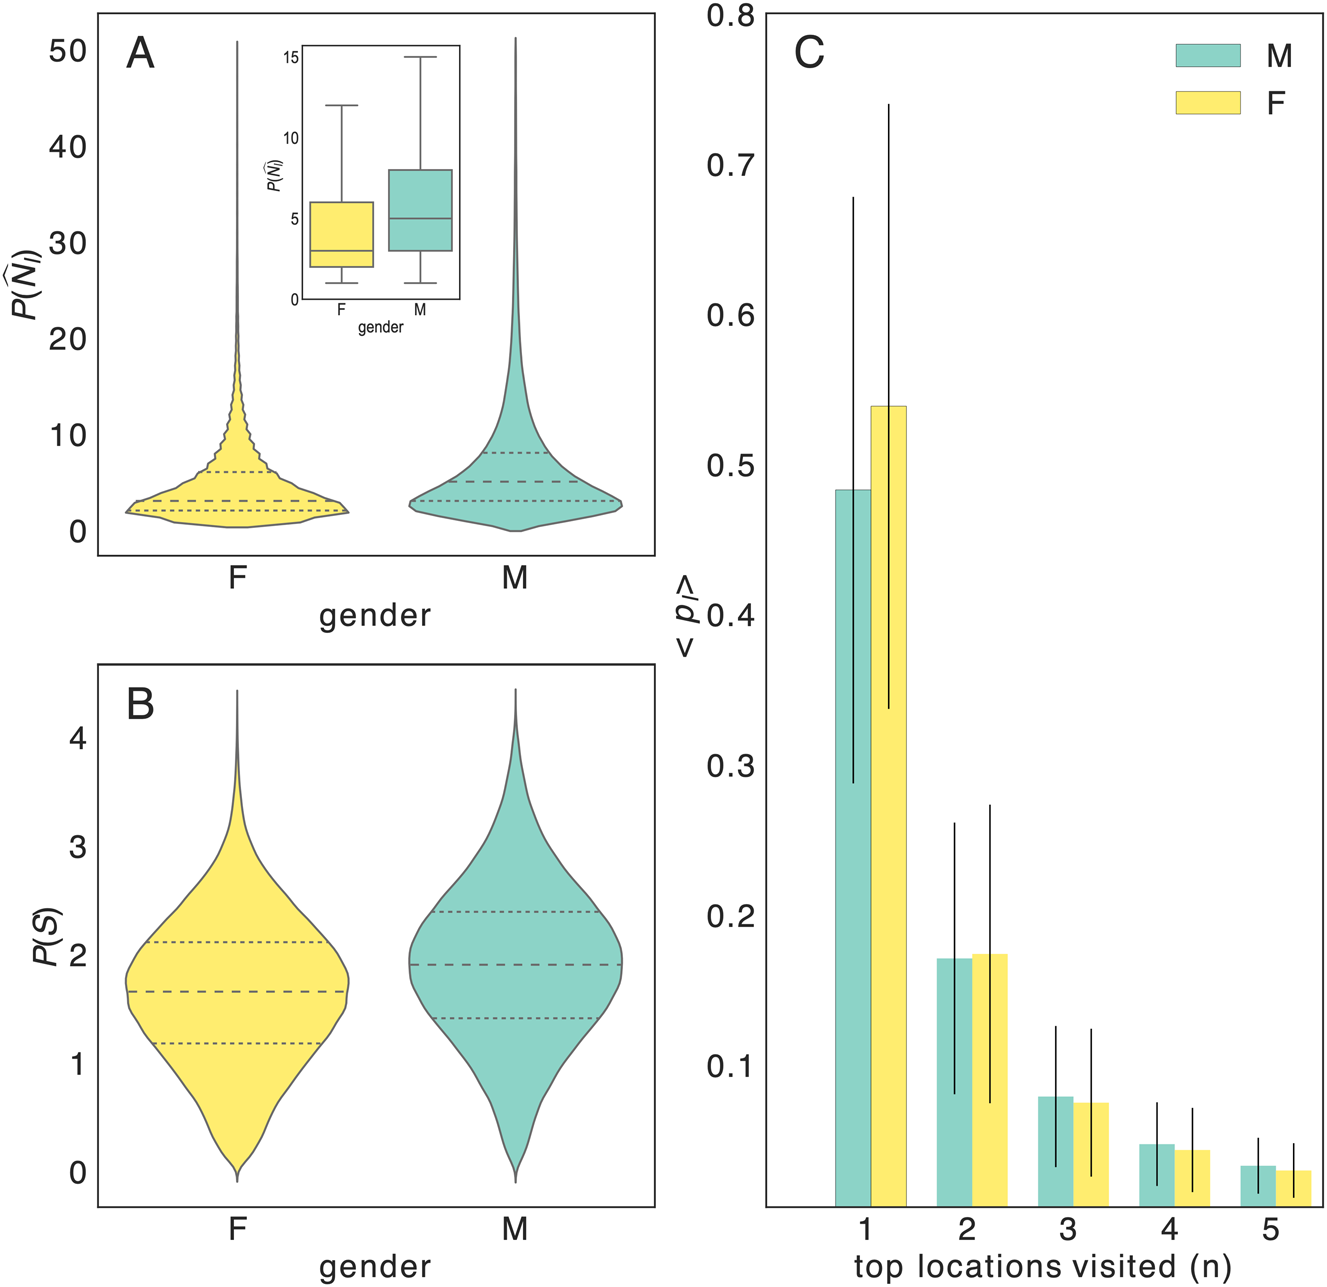 A
50
40
30
20
10
0
P(N̂ₗ)
F
M
gender
15
10
5
0
P(N̂ₗ)
F
M
gender
B
4
3
2
1
0
P(S)
F
M
gender
C
M
F
0.8
0.7
0.6
0.5
0.4
0.3
0.2
0.1
< pₗ>
1 2 3 4 5
top locations visited (n)